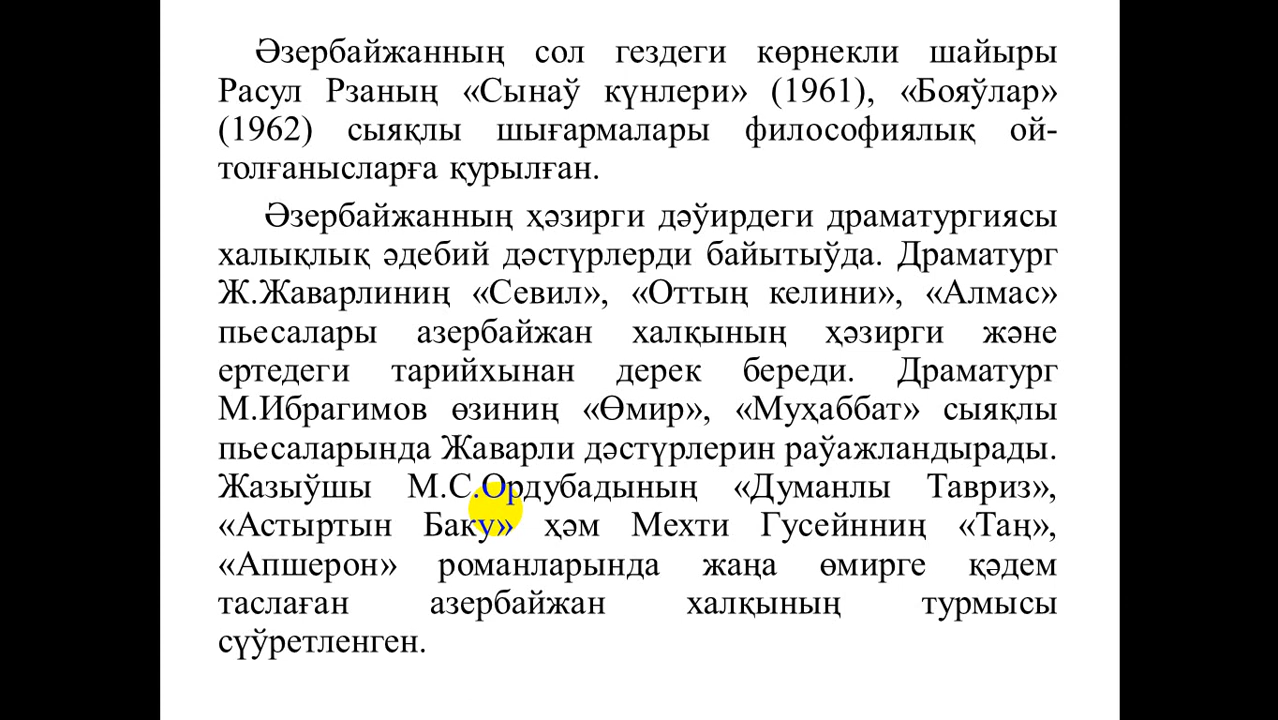 Әзербайжанның сол гездеги көрнекли шайыры
Расул Рзаның «Сынаў күнлери» (1961), «Бояўлар»
(1962) сыяқлы шығармалары философиялық ой-
толғанысларға қурылған.
Әзербайжанның ҳәзирги дәўирдеги драматургиясы
халықлық әдебий дәстүрлерди байытыўда. Драматург
Ж.Жаварлиниң «Севил», «Оттың келини», «Алмас»
пьесалары азербайжан халқының ҳәзирги және
ертедеги тарийхынан дерек береди. Драматург
М.Ибрагимов өзиниң «Өмир», «Муҳаббат» сыяқлы
пьесаларында Жаварли дәстүрлерин раўажландырады.
Жазыўшы М.С.Ордубадының «Думанлы Тавриз»,
«Астыртын Баку» ҳәм Мехти Гусейнниң «Таң»,
«Апшерон» романларында жаңа өмирге қәдем
таслаған азербайжан халқының турмысы
сүўретленген.